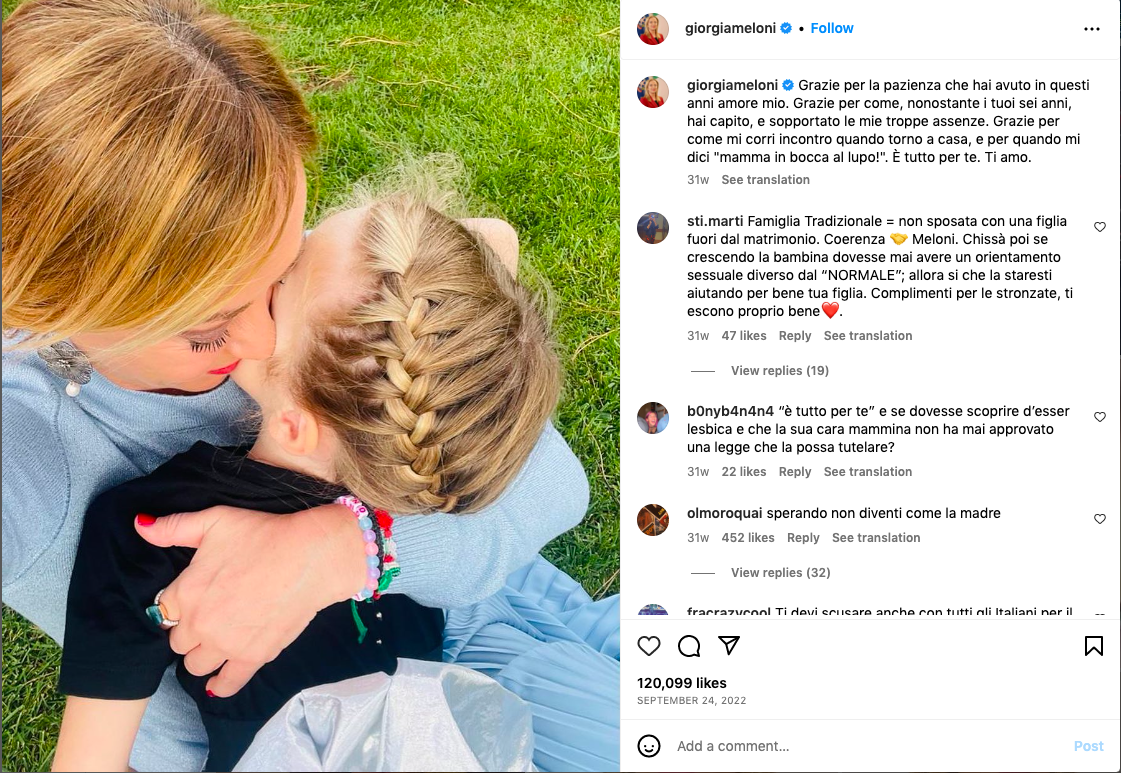 giorgiameloni • Follow
giorgiameloni Grazie per la pazienza che hai avuto in questi
anni amore mio. Grazie per come, nonostante i tuoi sei anni,
hai capito, e sopportato le mie troppe assenze. Grazie per
come mi corri incontro quando torno a casa, e per quando mi
dici "mamma in bocca al lupo!". È tutto per te. Ti amo.
31w See translation
sti.marti Famiglia Tradizionale = non sposata con una figlia
fuori dal matrimonio. Coerenza 🤝 Meloni. Chissà poi se
crescendo la bambina dovesse mai avere un orientamento
sessuale diverso dal “NORMALE”; allora si che la staresti
aiutando per bene tua figlia. Complimenti per le stronzate, ti
escono proprio bene❤️.
31w 47 likes Reply See translation
View replies (19)
b0nyb4n4n4 “è tutto per te” e se dovesse scoprire d’esser
lesbica e che la sua cara mammina non ha mai approvato
una legge che la possa tutelare?
31w 22 likes Reply See translation
olmoroquai sperando non diventi come la madre
31w 452 likes Reply See translation
View replies (32)
fracrazycool Ti devi scusare anche con tutti gli Italiani per il
120,099 likes
SEPTEMBER 24, 2022
Add a comment...
Post